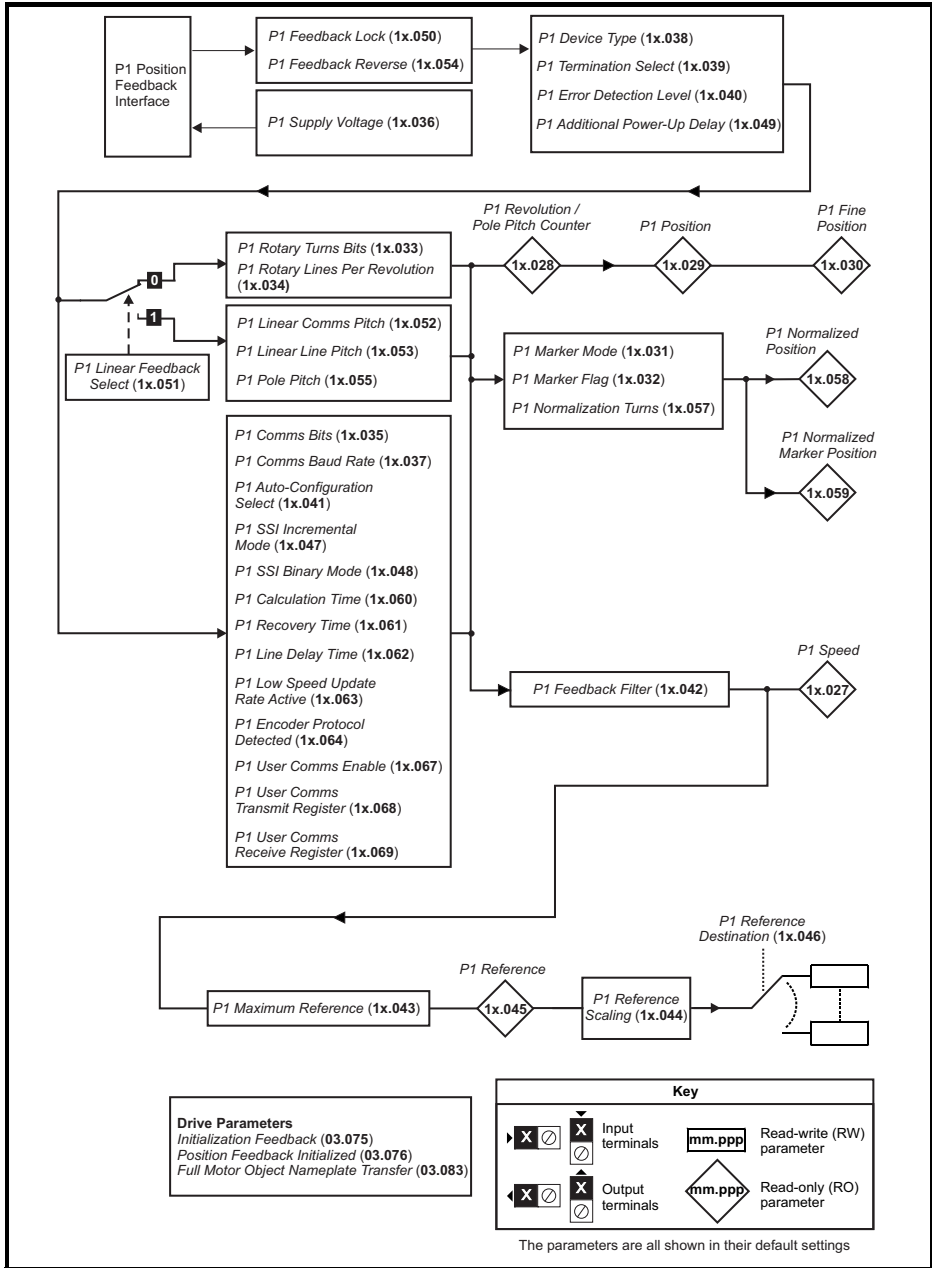 P1 Position
Feedback
Interface
P1 Feedback Lock (1x.050)
P1 Feedback Reverse (1x.054)
P1 Supply Voltage (1x.036)
P1 Device Type (1x.038)
P1 Termination Select (1x.039)
P1 Error Detection Level (1x.040)
P1 Additional Power-Up Delay (1x.049)
P1 Revolution /
Pole Pitch Counter
1x.028
P1 Position
1x.029
P1 Fine
Position
1x.030
0
1
P1 Linear Feedback
Select (1x.051)
P1 Rotary Turns Bits (1x.033)
P1 Rotary Lines Per Revolution
(1x.034)
P1 Linear Comms Pitch (1x.052)
P1 Linear Line Pitch (1x.053)
P1 Pole Pitch (1x.055)
P1 Marker Mode (1x.031)
P1 Marker Flag (1x.032)
P1 Normalization Turns (1x.057)
P1 Normalized
Position
1x.058
P1 Normalized
Marker Position
1x.059
P1 Comms Bits (1x.035)
P1 Comms Baud Rate (1x.037)
P1 Auto-Configuration
Select (1x.041)
P1 SSI Incremental
Mode (1x.047)
P1 SSI Binary Mode (1x.048)
P1 Calculation Time (1x.060)
P1 Recovery Time (1x.061)
P1 Line Delay Time (1x.062)
P1 Low Speed Update
Rate Active (1x.063)
P1 Encoder Protocol
Detected (1x.064)
P1 User Comms Enable (1x.067)
P1 User Comms
Transmit Register (1x.068)
P1 User Comms
Receive Register (1x.069)
P1 Feedback Filter (1x.042)
P1 Speed
1x.027
P1 Maximum Reference (1x.043)
P1 Reference
1x.045
P1 Reference
Scaling (1x.044)
P1 Reference
Destination (1x.046)
Drive Parameters
Initialization Feedback (03.075)
Position Feedback Initialized (03.076)
Full Motor Object Nameplate Transfer (03.083)
Key
X
X
Input
terminals
mm.ppp
Read-write (RW)
parameter
X
X
Output
terminals
mm.ppp
Read-only (RO)
parameter
The parameters are all shown in their default settings